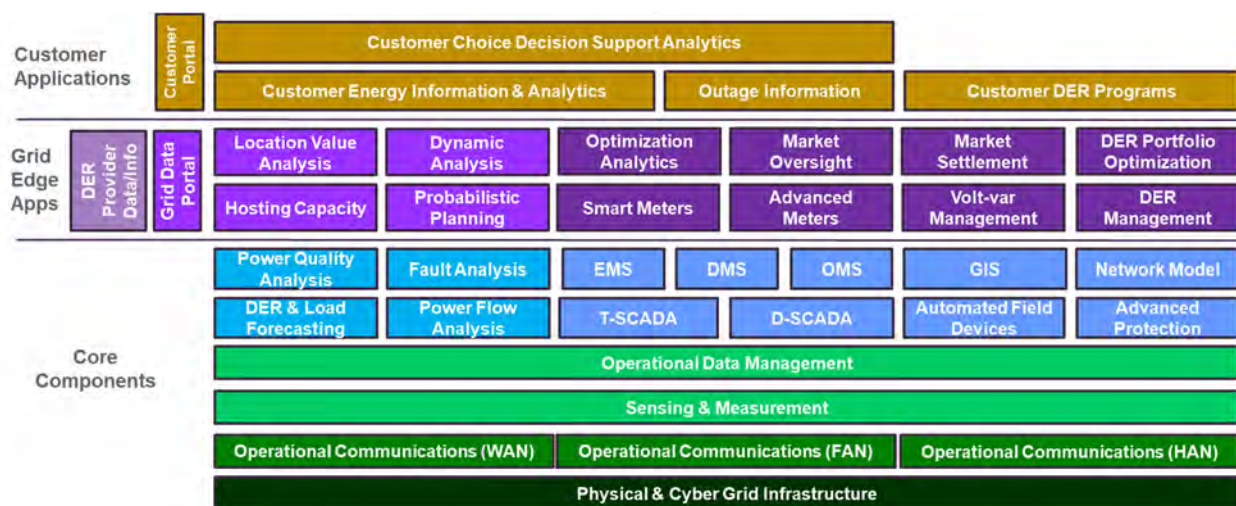 Customer
Applications
Customer
Portal
Customer Choice Decision Support Analytics
Customer Energy Information & Analytics
Outage Information
Customer DER Programs
Grid
Edge
Apps
DER
Provider
Data/Info
Grid Data
Portal
Location Value
Analysis
Dynamic
Analysis
Optimization
Analytics
Market
Oversight
Market
Settlement
DER Portfolio
Optimization
Hosting Capacity
Probabilistic
Planning
Smart Meters
Advanced
Meters
Volt-var
Management
DER
Management
Core
Components
Power Quality
Analysis
Fault Analysis
EMS
DMS
OMS
GIS
Network Model
DER & Load
Forecasting
Power Flow
Analysis
T-SCADA
D-SCADA
Automated Field
Devices
Advanced
Protection
Operational Data Management
Sensing & Measurement
Operational Communications (WAN)
Operational Communications (FAN)
Operational Communications (HAN)
Physical & Cyber Grid Infrastructure